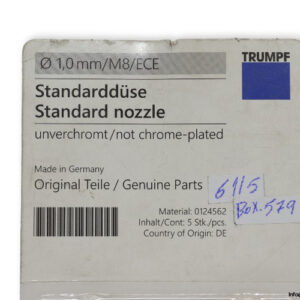 Ø 1,0 mm/M8/ECE
TRUMPF
Standarddüse
Standard nozzle
unverchromt/not chrome-plated
Made in Germany
Original Teile / Genuine Parts
6115
Box-579
Material: 0124562
Inhalt/Cont: 5 Stk./pcs.
Country of Origin: DE